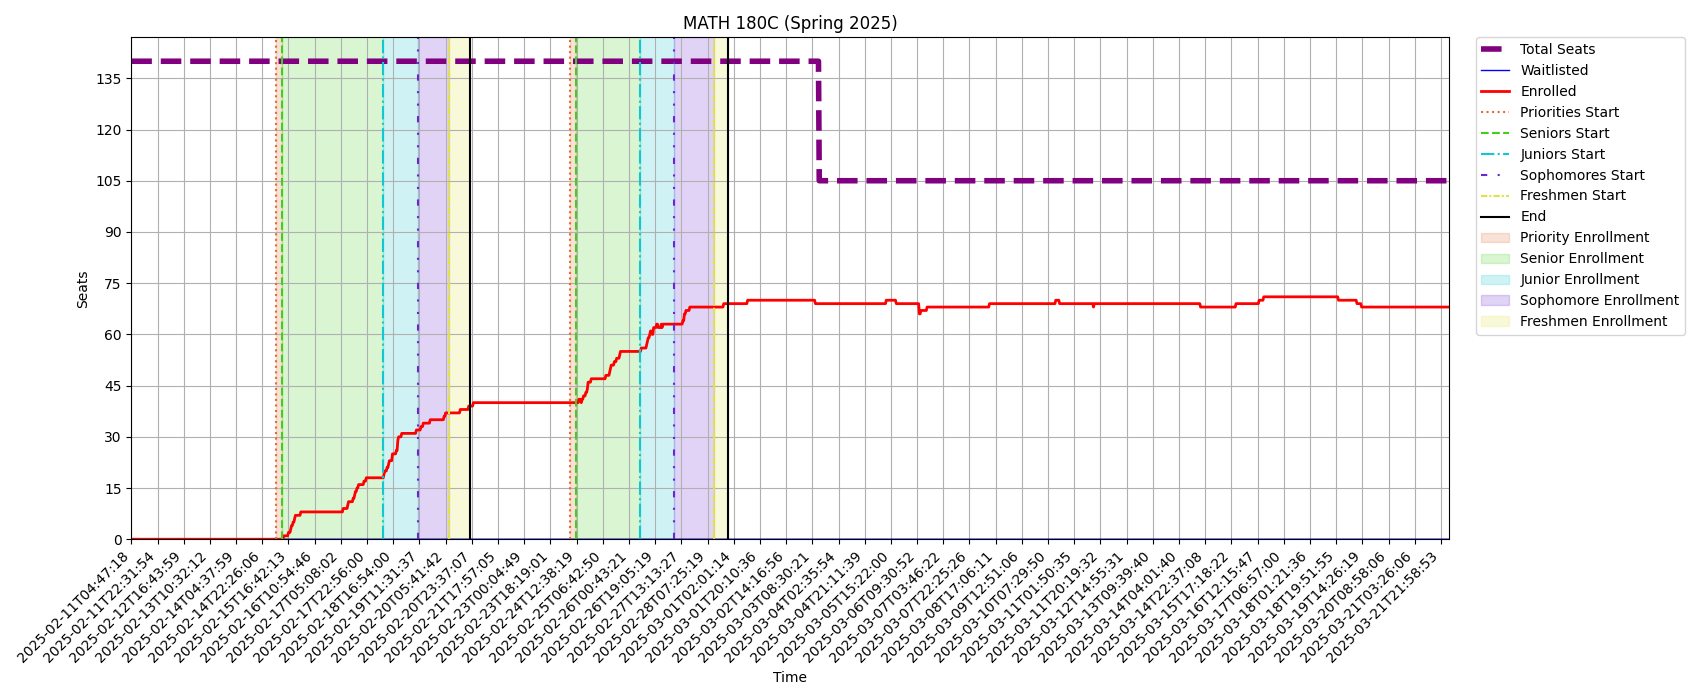 MATH 180C (Spring 2025)
Seats
135
120
105
90
75
60
45
30
15
0
2025-02-11T04:47:18
2025-02-11T22:31:54
2025-02-12T16:43:59
2025-02-13T10:32:12
2025-02-14T04:37:59
2025-02-14T22:26:06
2025-02-15T16:42:13
2025-02-16T10:54:46
2025-02-17T05:08:02
2025-02-17T22:56:00
2025-02-18T16:54:00
2025-02-19T11:31:37
2025-02-20T05:41:42
2025-02-20T23:37:07
2025-02-21T17:57:05
2025-02-23T00:04:49
2025-02-23T18:19:01
2025-02-24T12:38:19
2025-02-25T06:42:50
2025-02-26T00:43:21
2025-02-26T19:05:19
2025-02-27T13:13:27
2025-02-28T07:25:19
2025-03-01T02:01:14
2025-03-01T20:10:36
2025-03-02T14:16:56
2025-03-03T08:30:21
2025-03-04T02:35:54
2025-03-04T21:11:39
2025-03-05T15:22:00
2025-03-06T09:30:52
2025-03-07T03:46:22
2025-03-07T22:25:26
2025-03-08T17:06:11
2025-03-09T12:51:06
2025-03-10T07:29:50
2025-03-11T01:50:35
2025-03-11T20:19:32
2025-03-12T14:55:31
2025-03-13T09:39:40
2025-03-14T04:01:40
2025-03-14T22:37:08
2025-03-15T17:18:22
2025-03-16T12:15:47
2025-03-17T06:57:00
2025-03-18T01:21:36
2025-03-18T19:51:55
2025-03-19T14:26:19
2025-03-20T08:58:06
2025-03-21T03:26:06
2025-03-21T21:58:53
Time
Total Seats
Waitlisted
Enrolled
Priorities Start
Seniors Start
Juniors Start
Sophomores Start
Freshmen Start
End
Priority Enrollment
Senior Enrollment
Junior Enrollment
Sophomore Enrollment
Freshmen Enrollment